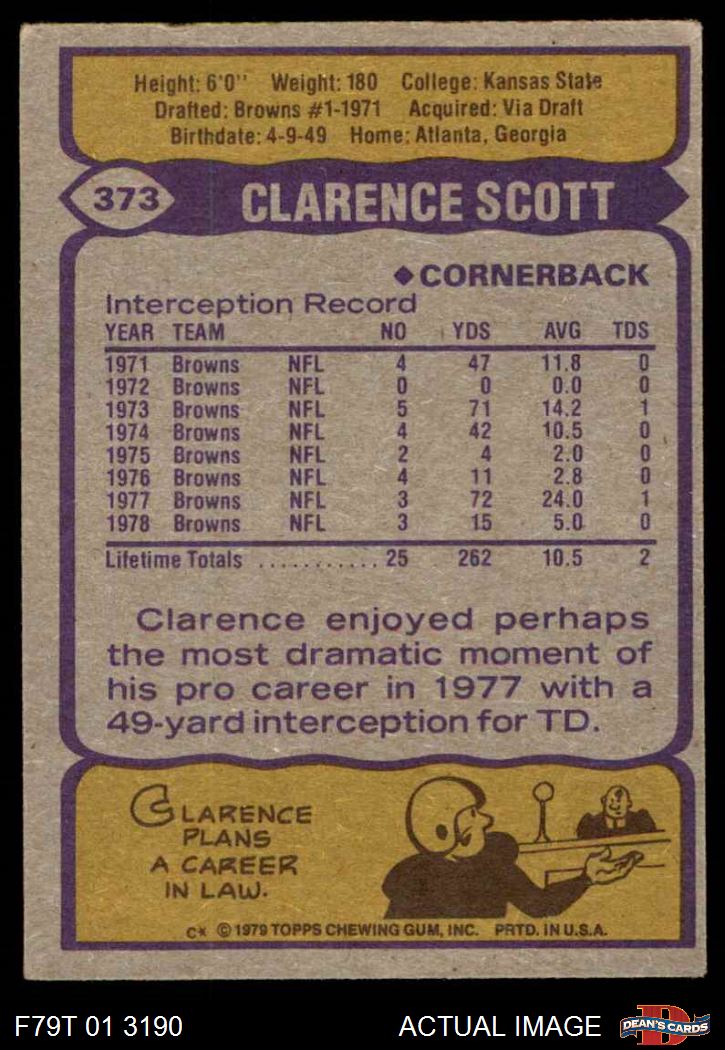 Height: 6'0" Weight: 180 College: Kansas State
Drafted: Browns #1-1971 Acquired: Via Draft
Birthdate: 4-9-49 Home: Atlanta, Georgia
373 CLARENCE SCOTT
◆ CORNERBACK
Interception Record
YEAR TEAM NO YDS AVG TDS
1971 Browns NFL 4 47 11.8 0
1972 Browns NFL 0 0 0.0 0
1973 Browns NFL 5 71 14.2 1
1974 Browns NFL 4 42 10.5 0
1975 Browns NFL 2 4 2.0 0
1976 Browns NFL 4 11 2.8 0
1977 Browns NFL 3 72 24.0 1
1978 Browns NFL 3 15 5.0 0
Lifetime Totals ............ 25 262 10.5 2
Clarence enjoyed perhaps
the most dramatic moment of
his pro career in 1977 with a
49-yard interception for TD.
CLARENCE
PLANS
A CAREER
IN LAW.
C* © 1979 TOPPS CHEWING GUM, INC. PRTD. IN U.S.A.
F79T 01 3190 ACTUAL IMAGE D DEAN'S CARDS